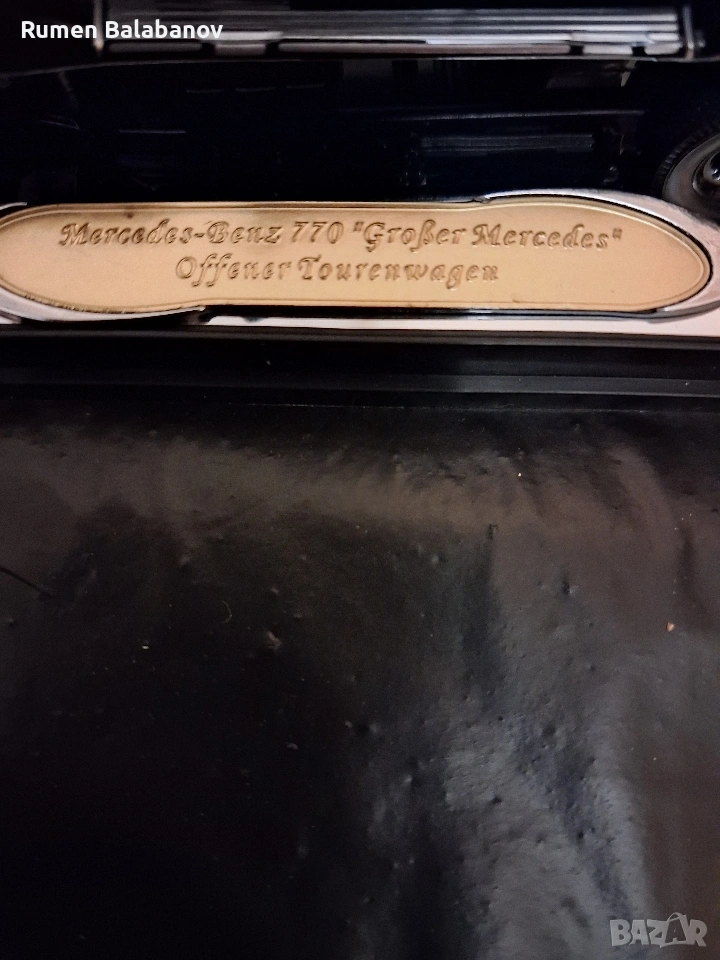 Rumen Balabanov
Mercedes-Benz 770 "Großer Mercedes"
Offener Tourenwagen
BAZAR